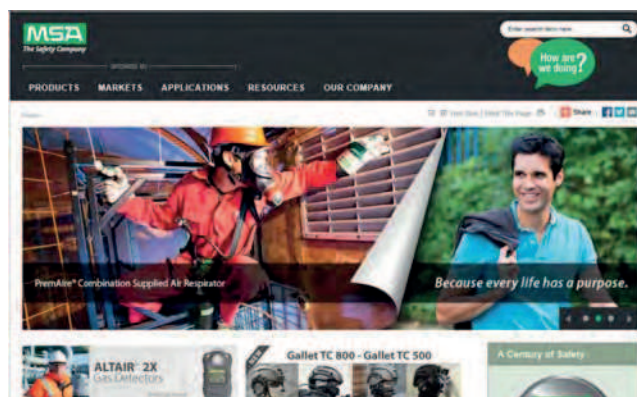 MSA
The Safety Company
Enter search term here
How are
we doing?
PRODUCTS MARKETS APPLICATIONS RESOURCES OUR COMPANY
Share
PremAire® Combination Supplied Air Respirator
Because every life has a purpose.
ALTAIR® 2X
Gas Detectors
NEW
Gallet TC 800 - Gallet TC 500
A Century of Safety